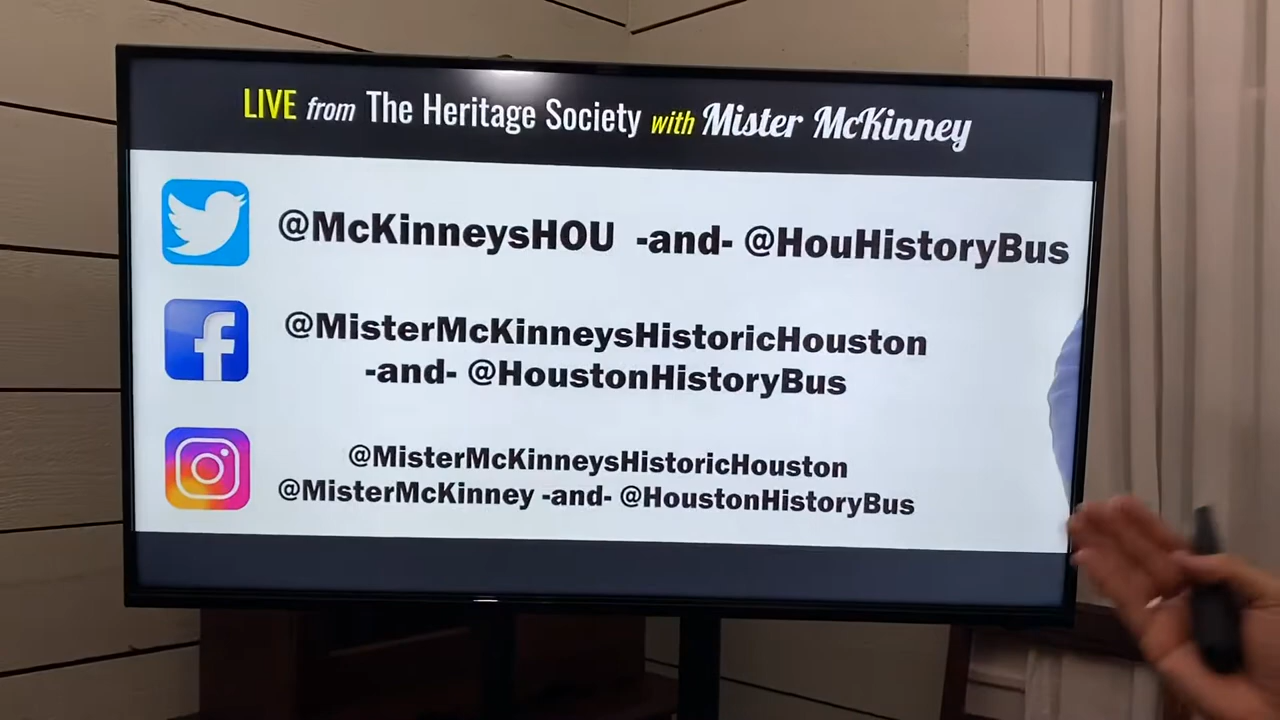 LIVE from The Heritage Society with Mister McKinney
@McKinneysHOU -and- @HouHistoryBus
@MisterMcKinneysHistoricHouston
-and- @HoustonHistoryBus
@MisterMcKinneysHistoricHouston
@MisterMcKinney -and- @HoustonHistoryBus